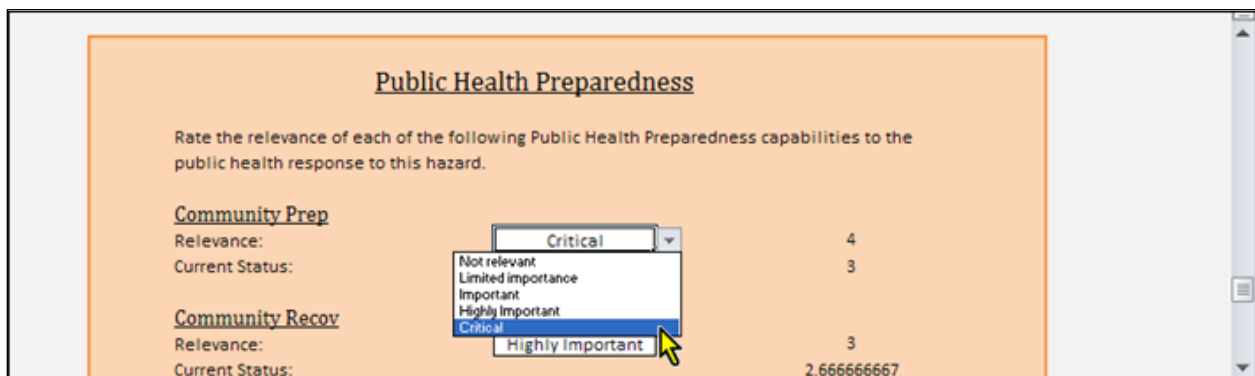 Public Health Preparedness
Rate the relevance of each of the following Public Health Preparedness capabilities to the
public health response to this hazard.
Community Prep
Relevance: Critical 4
Current Status: 3
Not relevant
Limited importance
Important
Highly Important
Critical
Community Recov
Relevance: Highly Important 3
Current Status: 2.666666667